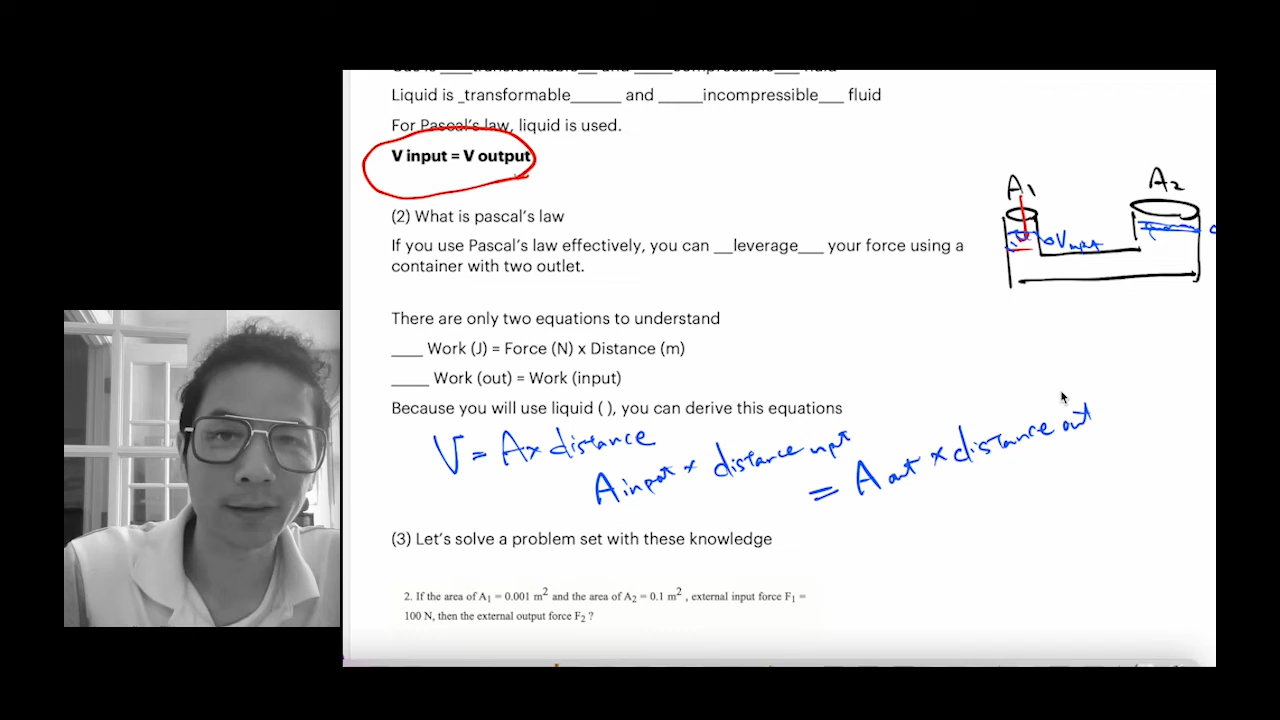 Liquid is _transformable______ and _____incompressible___ fluid
For Pascal's law, liquid is used.
V input = V output
A1
A2
V input
(2) What is pascal's law
If you use Pascal's law effectively, you can __leverage___ your force using a
container with two outlet.
There are only two equations to understand
____ Work (J) = Force (N) x Distance (m)
_____ Work (out) = Work (input)
Because you will use liquid ( ), you can derive this equations
V = A x distance
A input x distance input
= A out x distance out
(3) Let's solve a problem set with these knowledge
2. If the area of A1 = 0.001 m2 and the area of A2 = 0.1 m2 , external input force F1 =
100 N, then the external output force F2 ?